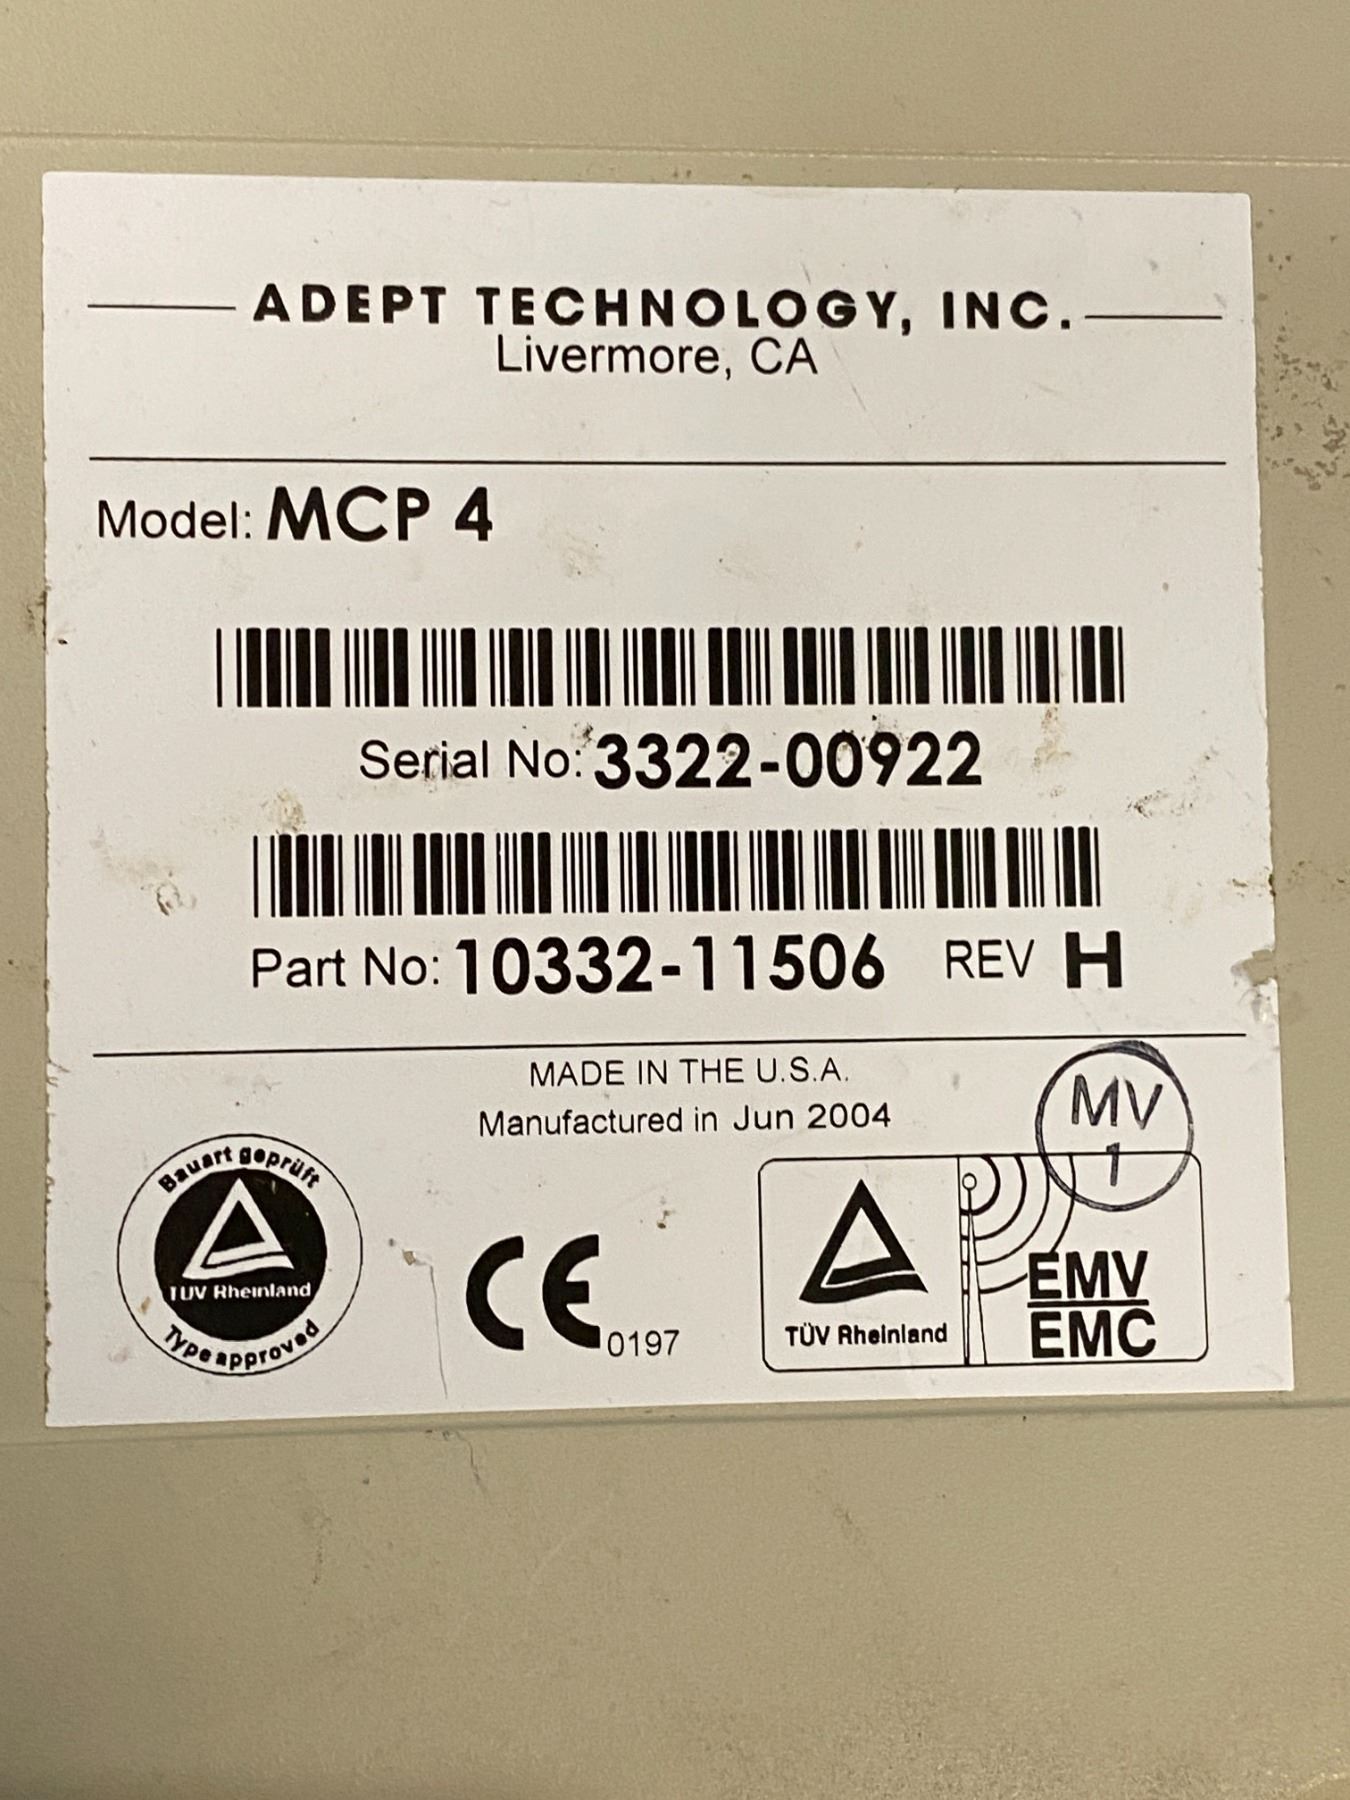 ADEPT TECHNOLOGY, INC.
Livermore, CA
Model: MCP 4
Serial No: 3322-00922
Part No: 10332-11506 REV H
MADE IN THE U.S.A.
Manufactured in Jun 2004
MV
1
Bauart geprüft
TÜV Rheinland
Type approved
CE 0197
TÜV Rheinland
EMV
EMC